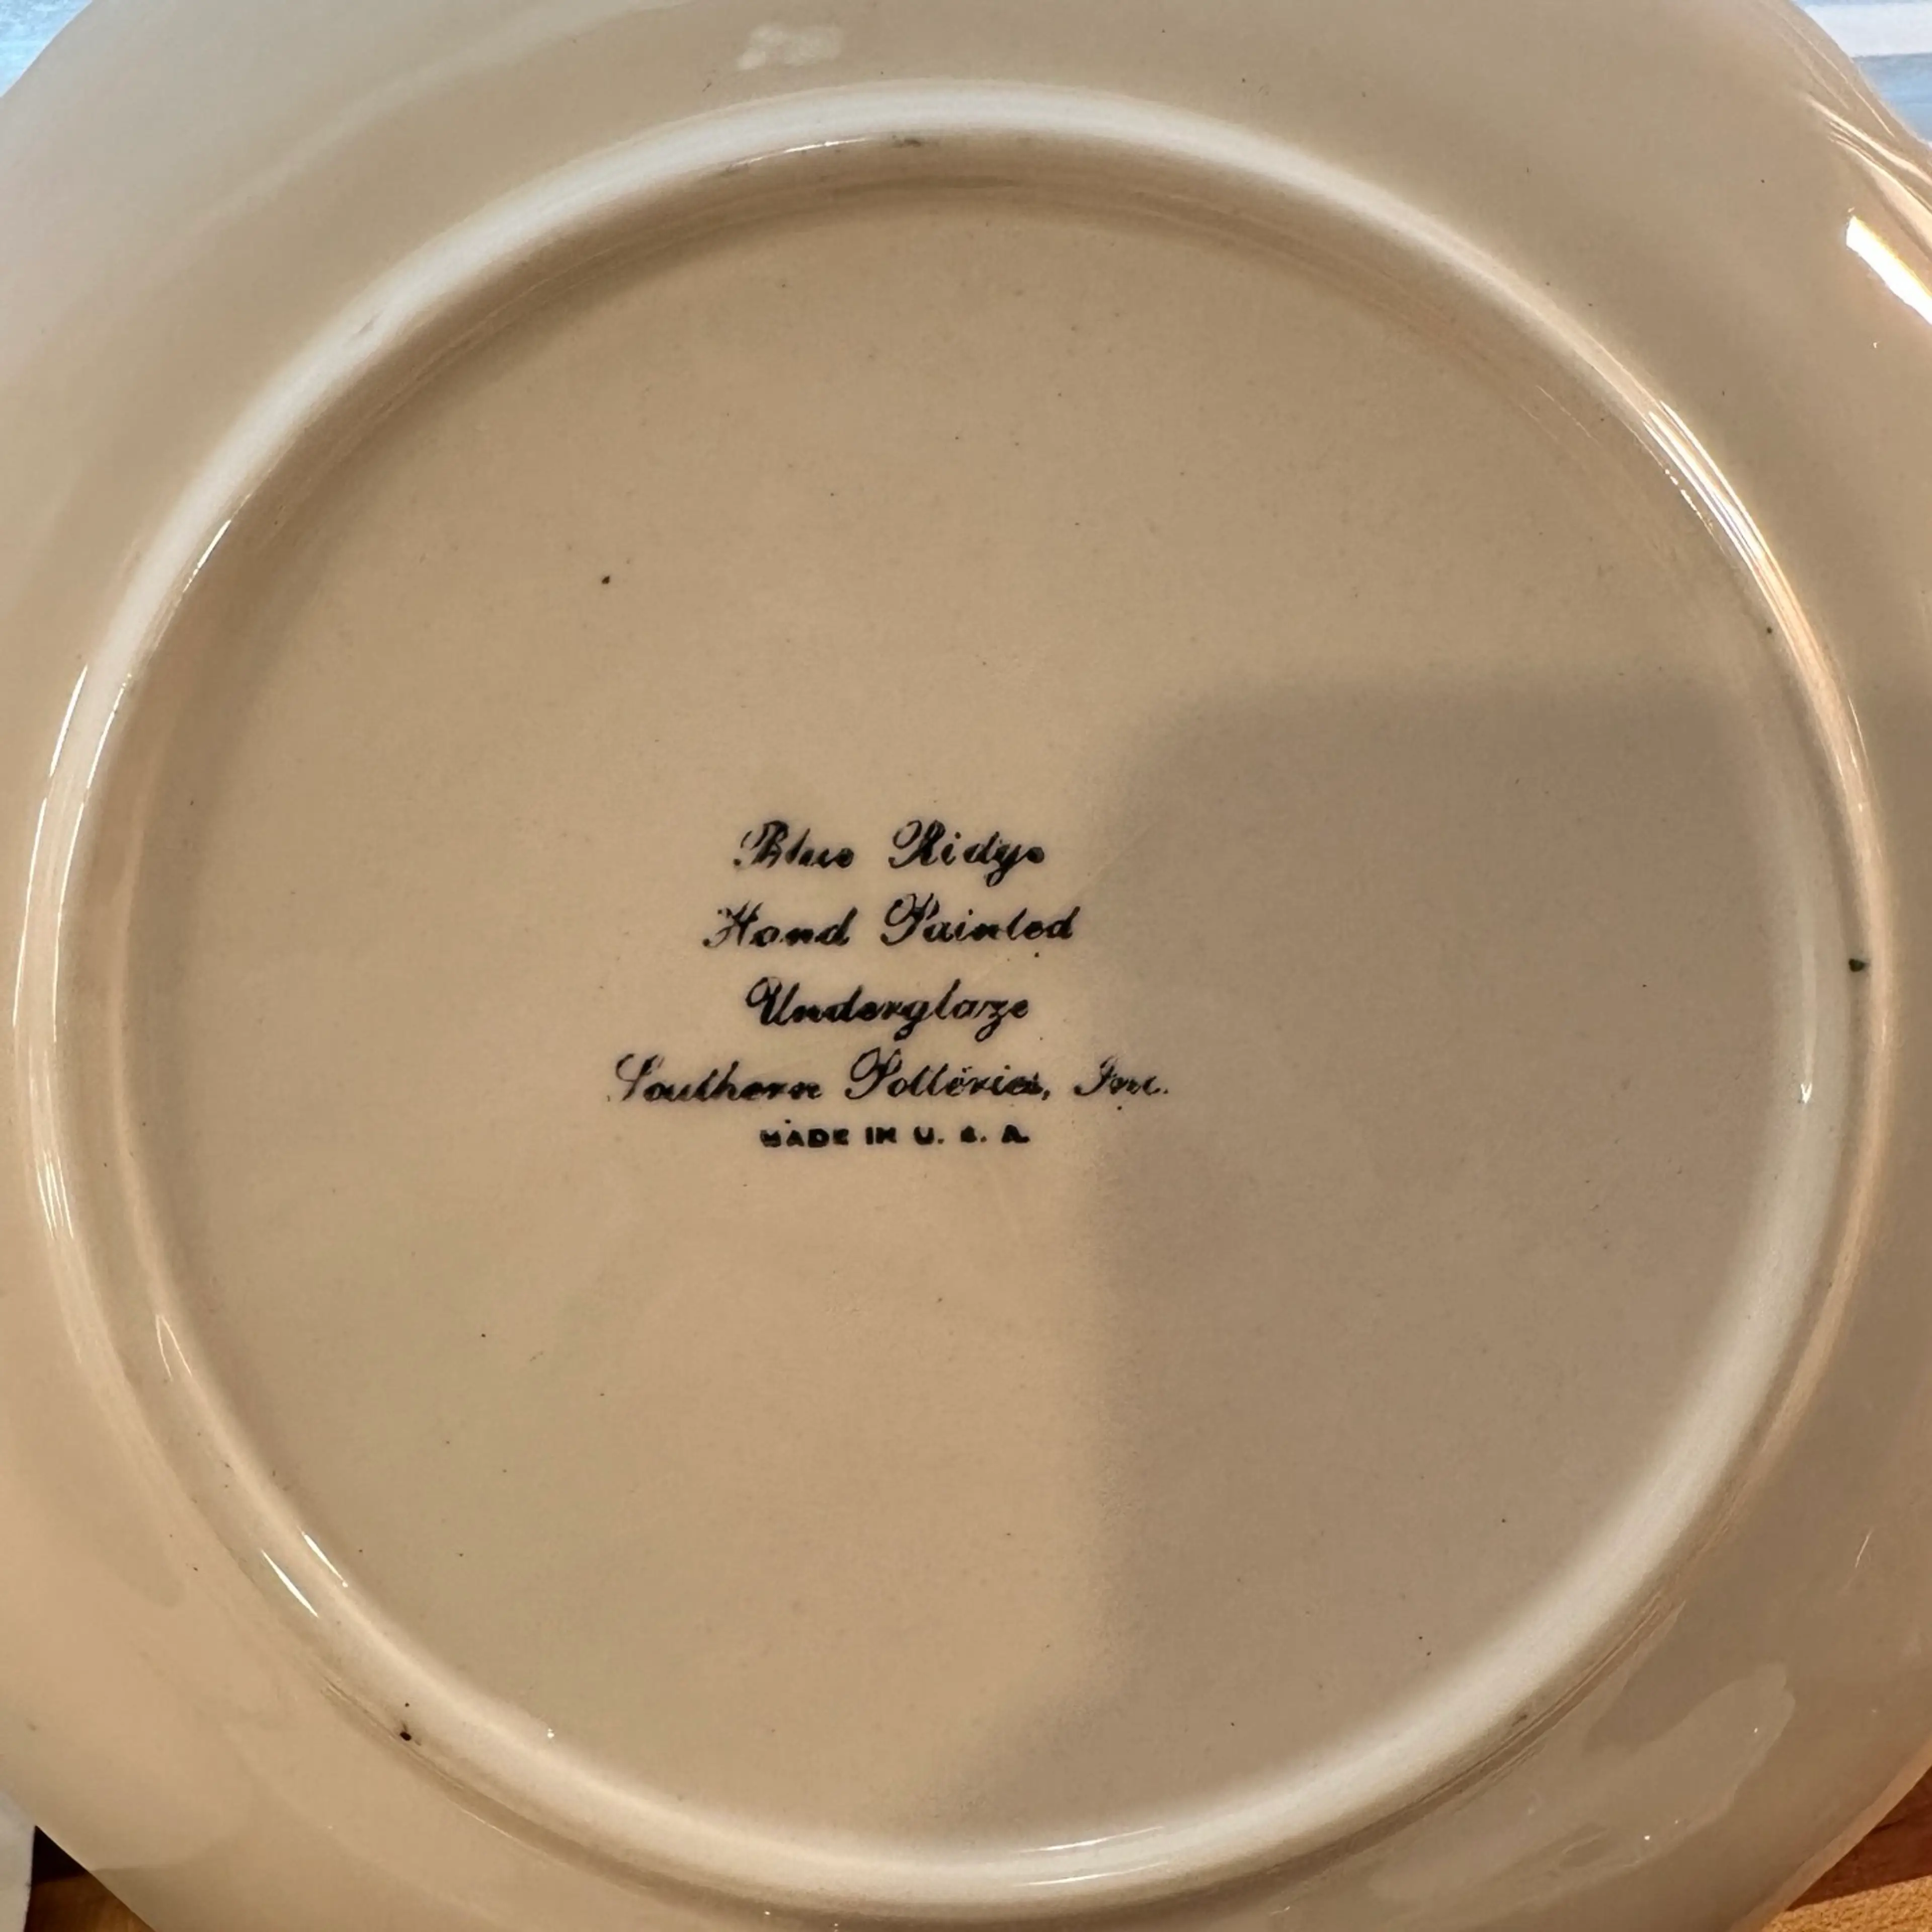 Blue Ridge
Hand Painted
Underglaze
Southern Potteries, Inc.
MADE IN U. S. A.